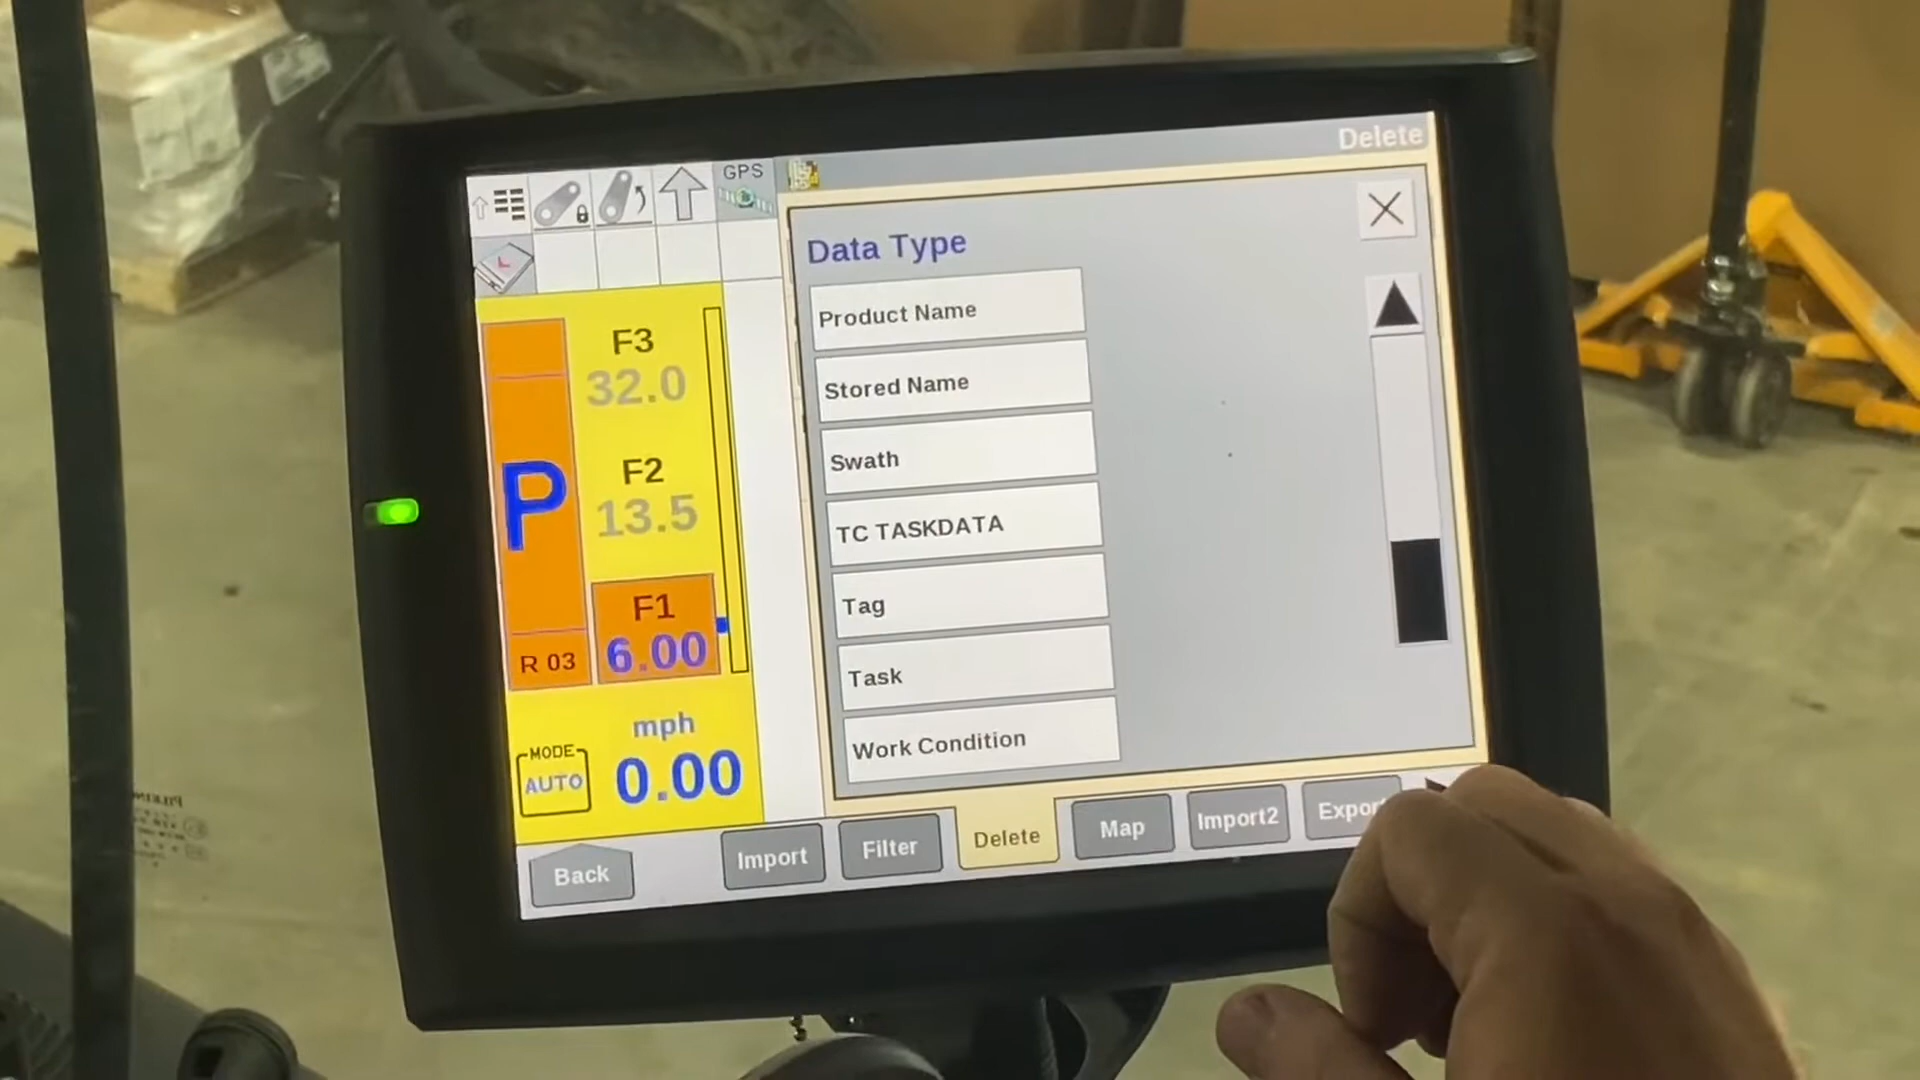 Delete
GPS
Data Type
Product Name
Stored Name
Swath
TC TASKDATA
Tag
Task
Work Condition
F3
32.0
F2
13.5
P
F1
6.00
R 03
mph
0.00
MODE
AUTO
Back
Import
Filter
Delete
Map
Import2
Export